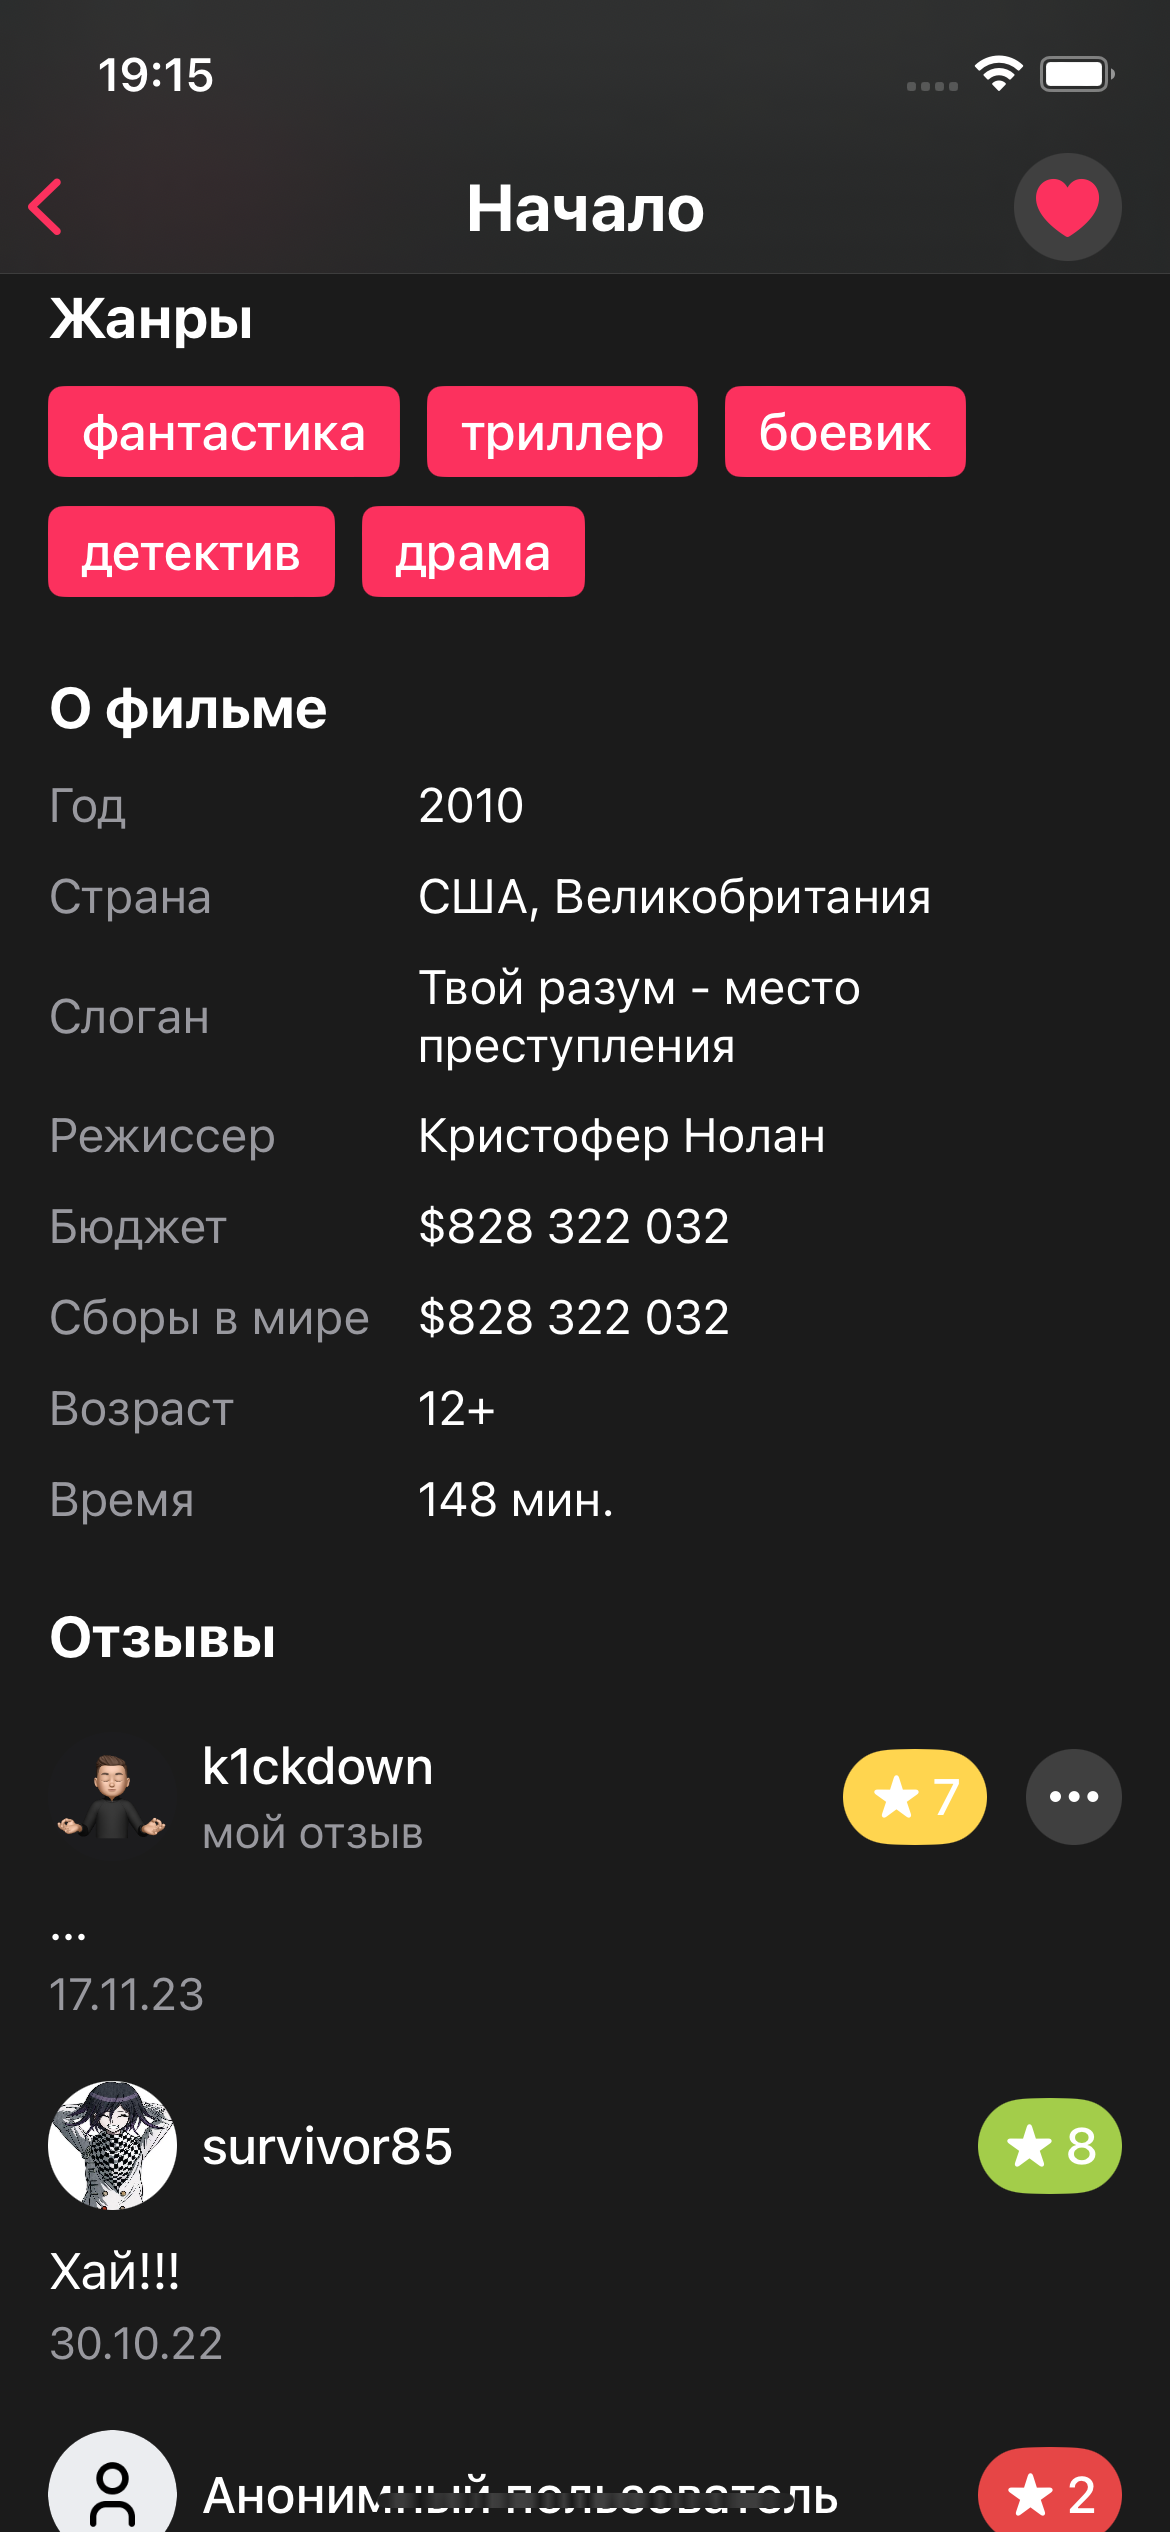 19:15
Начало
Жанры
фантастика триллер боевик
детектив драма
О фильме
Год 2010
Страна США, Великобритания
Слоган Твой разум - место
преступления
Режиссер Кристофер Нолан
Бюджет $828 322 032
Сборы в мире $828 322 032
Возраст 12+
Время 148 мин.
Отзывы
k1ckdown 7
мой отзыв
...
17.11.23
survivor85 8
Хай!!!
30.10.22
Анонимный пользователь 2